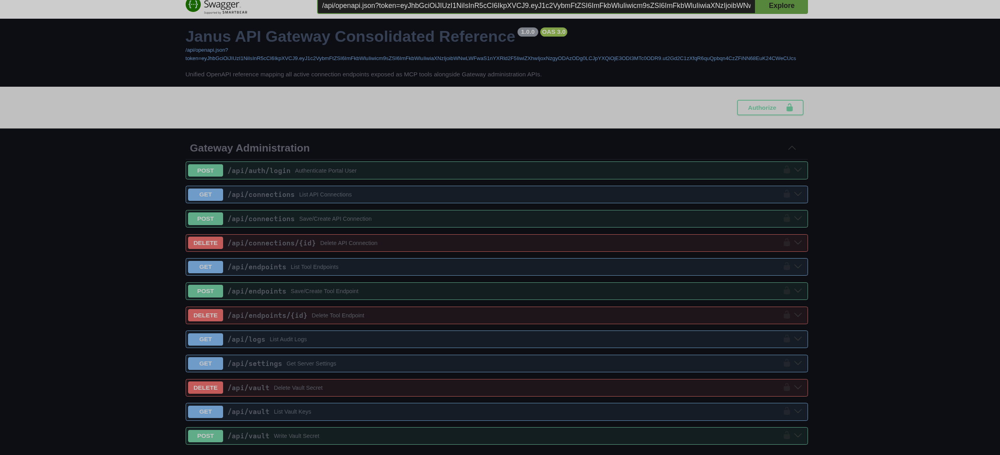 Swagger
Supported by SMARTBEAR
/api/openapi.json?token=eyJhbGciOiJIUzI1NiIsInR5cCI6IkpXVCJ9.eyJ1c2VybmFtZSI6ImFkbWluIiwicm9sZSI6ImFkbWluIiwiaXNzIjoibWNw
Explore
Janus API Gateway Consolidated Reference 1.0.0 OAS 3.0
/api/openapi.json?
token=eyJhbGciOiJIUzI1NiIsInR5cCI6IkpXVCJ9.eyJ1c2VybmFtZSI6ImFkbWluIiwicm9sZSI6ImFkbWluIiwiaXNzIjoibWNwLWFwaS1nYXRld2F5IiwiZXhwIjoxNzgyODAzODg0LCJpYXQiOjE3ODI3MTc0ODR9.ut2Gd2C1zXfqR6quQpbqn4CzZFiNN68EuK24CWeCUcs
Unified OpenAPI reference mapping all active connection endpoints exposed as MCP tools alongside Gateway administration APIs.
Authorize
Gateway Administration
POST /api/auth/login Authenticate Portal User
GET /api/connections List API Connections
POST /api/connections Save/Create API Connection
DELETE /api/connections/{id} Delete API Connection
GET /api/endpoints List Tool Endpoints
POST /api/endpoints Save/Create Tool Endpoint
DELETE /api/endpoints/{id} Delete Tool Endpoint
GET /api/logs List Audit Logs
GET /api/settings Get Server Settings
DELETE /api/vault Delete Vault Secret
GET /api/vault List Vault Keys
POST /api/vault Write Vault Secret